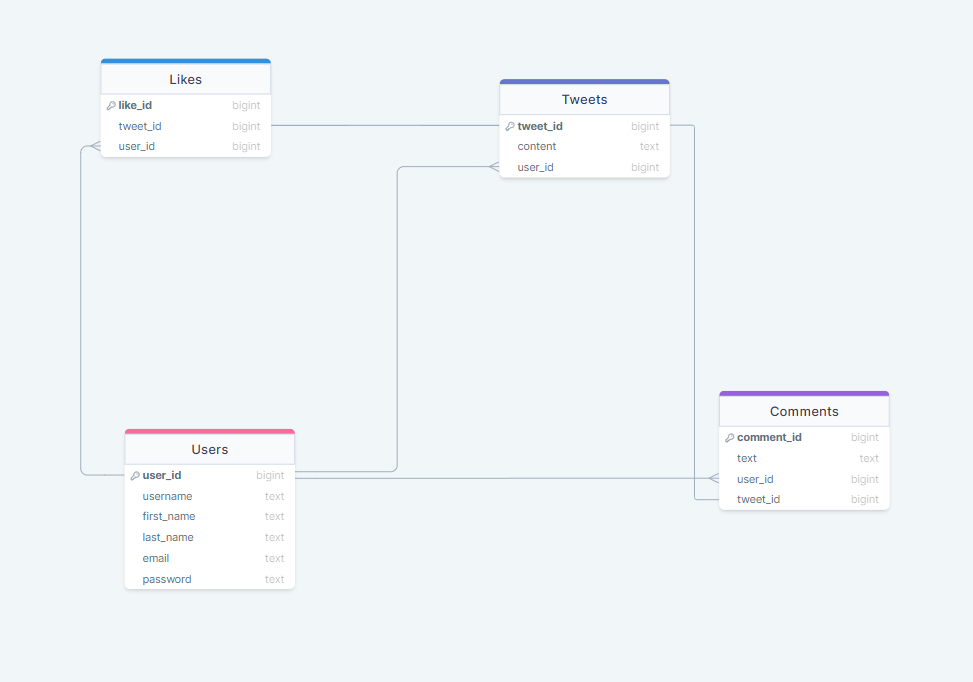 Likes
like_id bigint
tweet_id bigint
user_id bigint
Tweets
tweet_id bigint
content text
user_id bigint
Users
user_id bigint
username text
first_name text
last_name text
email text
password text
Comments
comment_id bigint
text text
user_id bigint
tweet_id bigint